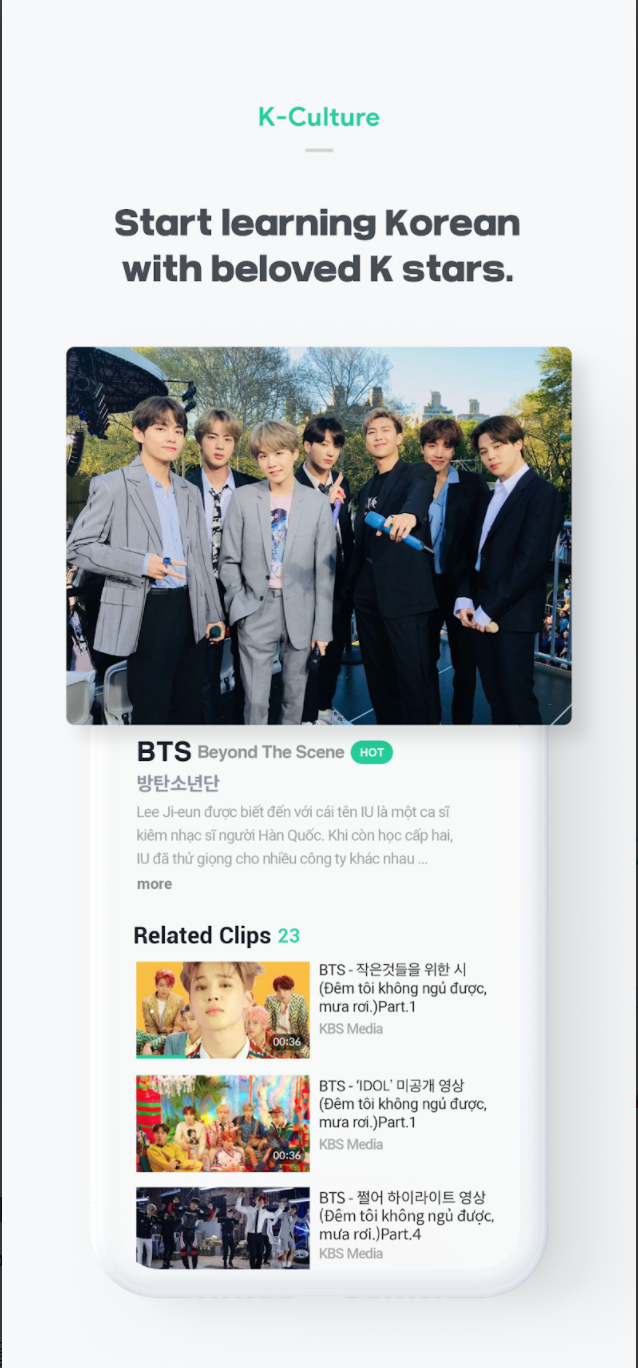 K-Culture
Start learning Korean
with beloved K stars.
BTS Beyond The Scene HOT
방탄소년단
Lee Ji-eun được biết đến với cái tên IU là một ca sĩ
kiêm nhạc sĩ người Hàn Quốc. Khi còn học cấp hai,
IU đã thử giọng cho nhiều công ty khác nhau ...
more
Related Clips 23
00:36
BTS - 작은것들을 위한 시
(Đêm tôi không ngủ được,
mưa rơi.)Part.1
KBS Media
00:36
BTS - ‘IDOL’ 미공개 영상
(Đêm tôi không ngủ được,
mưa rơi.)Part.1
KBS Media
BTS - 쩔어 하이라이트 영상
(Đêm tôi không ngủ được,
mưa rơi.)Part.4
KBS Media